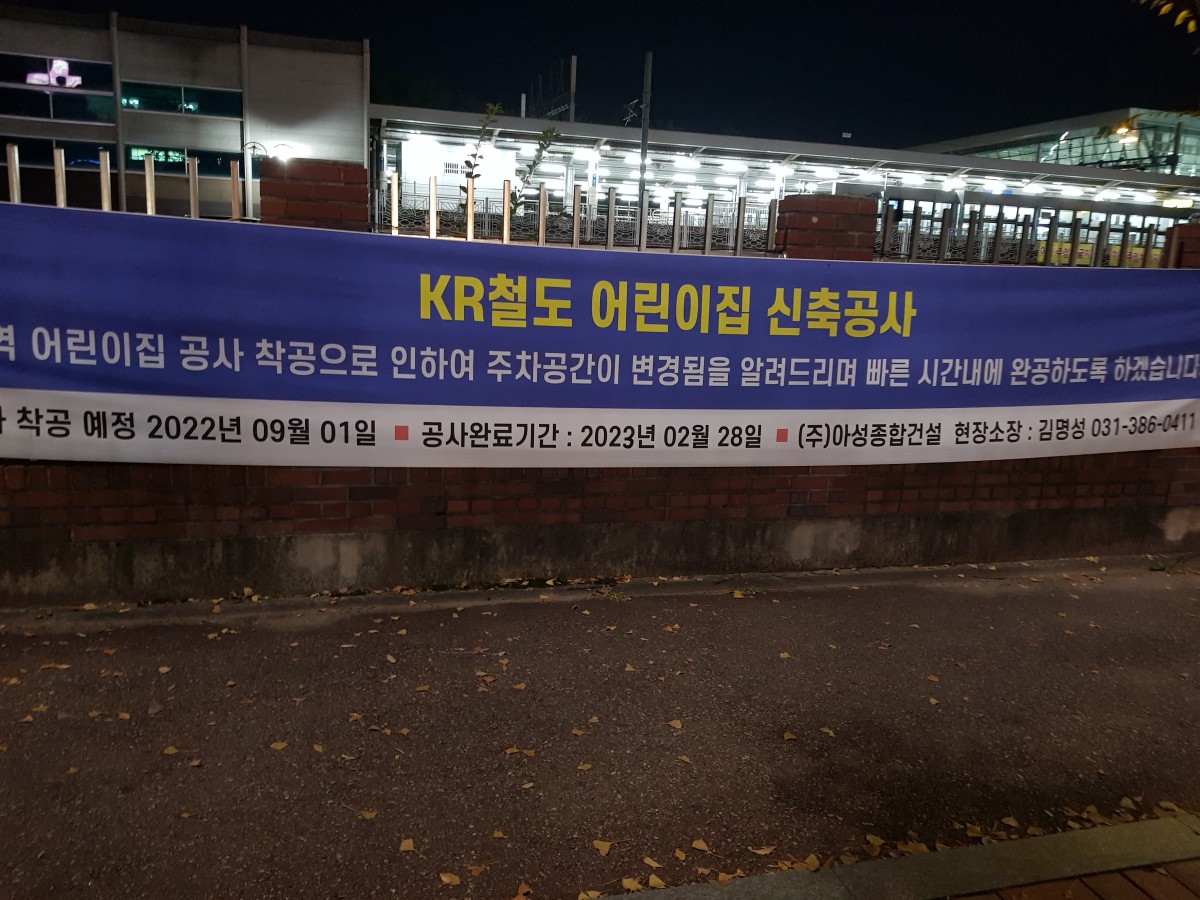 KR철도 어린이집 신축공사
역 어린이집 공사 착공으로 인하여 주차공간이 변경됨을 알려드리며 빠른 시간내에 완공하도록 하겠습니다
착공 예정 2022년 09월 01일 ■ 공사완료기간 : 2023년 02월 28일 ■ (주)아성종합건설 현장소장 : 김명성 031-386-0411